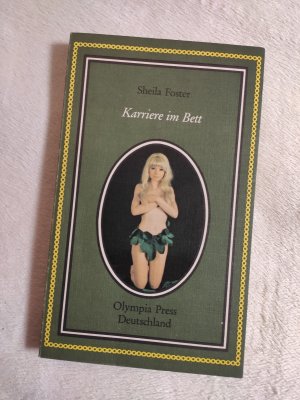 Sheila Foster
Karriere im Bett
Olympia Press
Deutschland